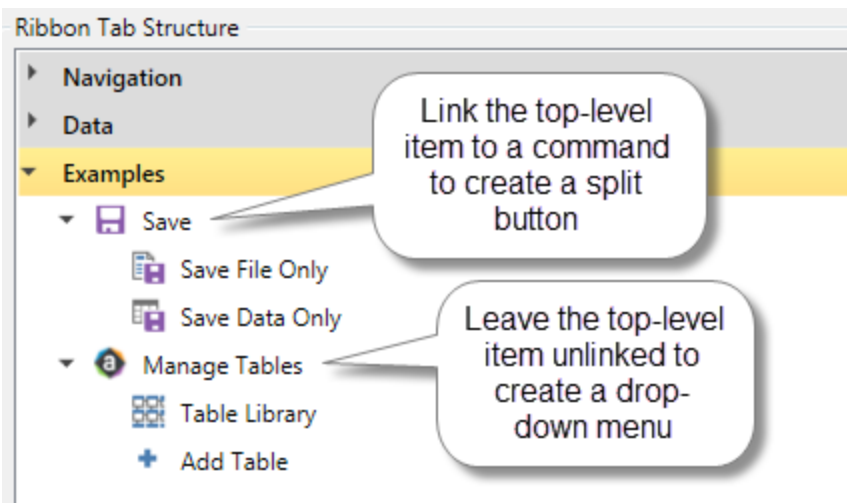 Ribbon Tab Structure
Navigation
Data
Examples
Link the top-level
item to a command
to create a split
button
Save
Save File Only
Save Data Only
Leave the top-level
item unlinked to
create a drop-
down menu
Manage Tables
Table Library
Add Table